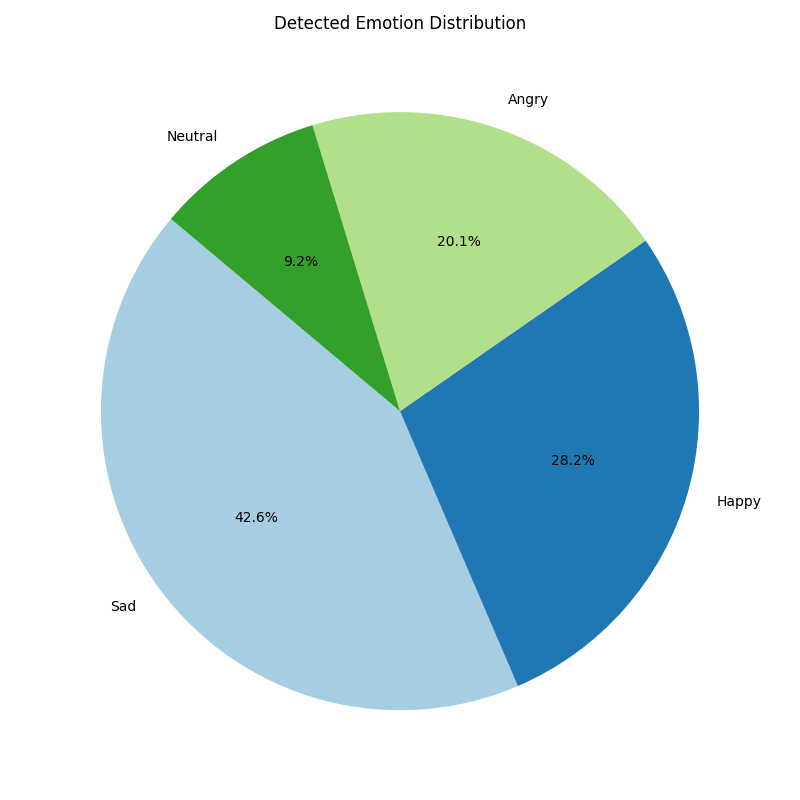 Detected Emotion Distribution
Angry
Neutral
20.1%
9.2%
28.2%
Happy
42.6%
Sad